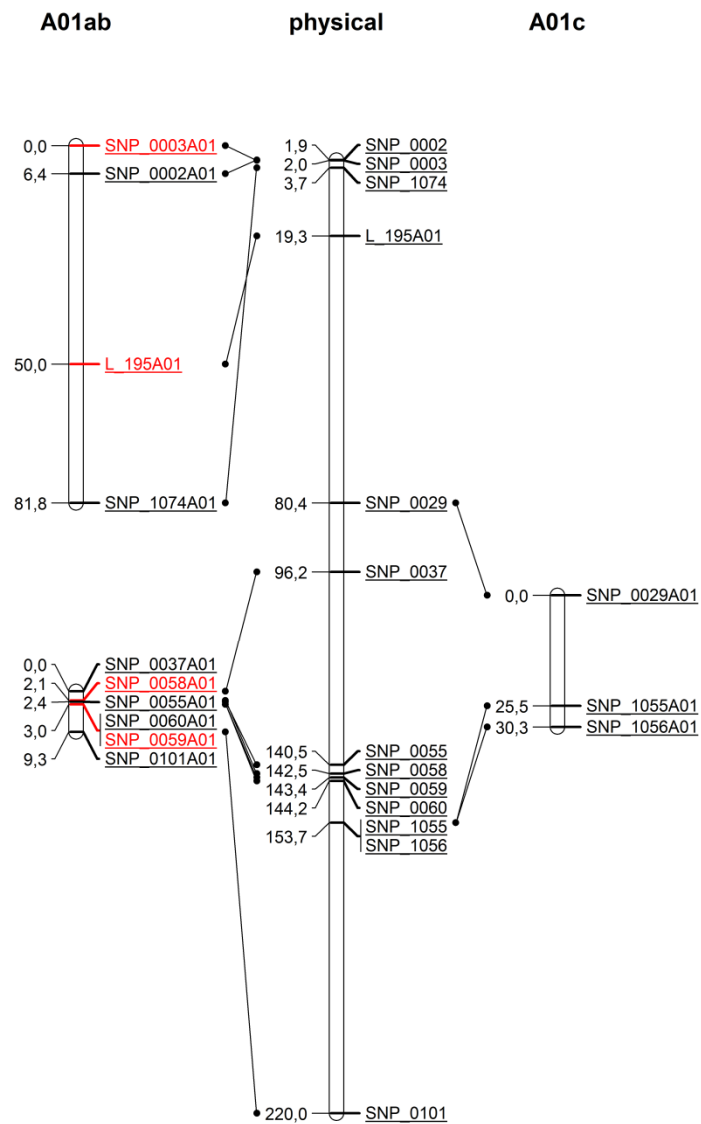 A01ab
physical
A01c
0,0 SNP_0003A01
6,4 SNP_0002A01
50,0 L_195A01
81,8 SNP_1074A01
0,0 SNP_0037A01
2,1 SNP_0058A01
2,4 SNP_0055A01
SNP_0060A01
3,0 SNP_0059A01
9,3 SNP_0101A01
1,9 SNP_0002
2,0 SNP_0003
3,7 SNP_1074
19,3 L_195A01
80,4 SNP_0029
96,2 SNP_0037
140,5 SNP_0055
142,5 SNP_0058
143,4 SNP_0059
144,2 SNP_0060
153,7 SNP_1055
SNP_1056
220,0 SNP_0101
0,0 SNP_0029A01
25,5 SNP_1055A01
30,3 SNP_1056A01